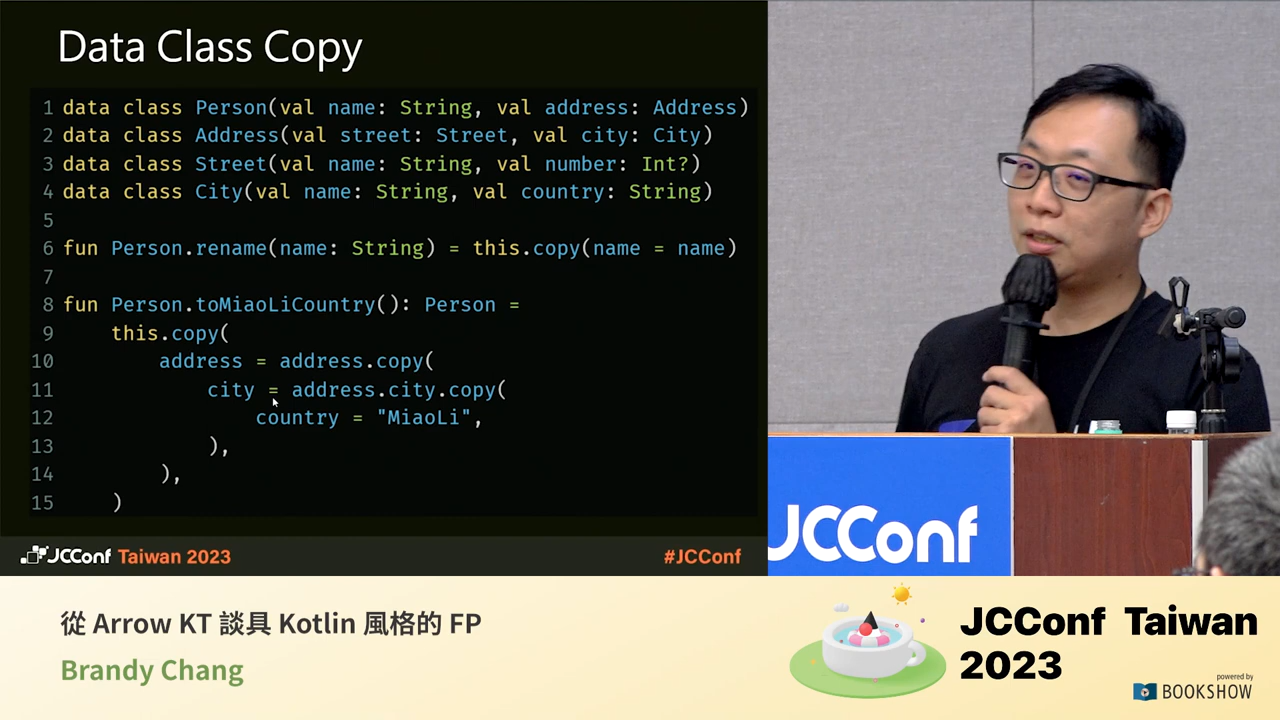 Data Class Copy
1 data class Person(val name: String, val address: Address)
2 data class Address(val street: Street, val city: City)
3 data class Street(val name: String, val number: Int?)
4 data class City(val name: String, val country: String)
5
6 fun Person.rename(name: String) = this.copy(name = name)
7
8 fun Person.toMiaoLiCountry(): Person =
9     this.copy(
10         address = address.copy(
11             city = address.city.copy(
12                 country = "MiaoLi",
13             ),
14         ),
15     )
JCConf Taiwan 2023
#JCConf
JCConf
從 Arrow KT 談具 Kotlin 風格的 FP
Brandy Chang
JCConf Taiwan
2023
powered by
BOOKSHOW